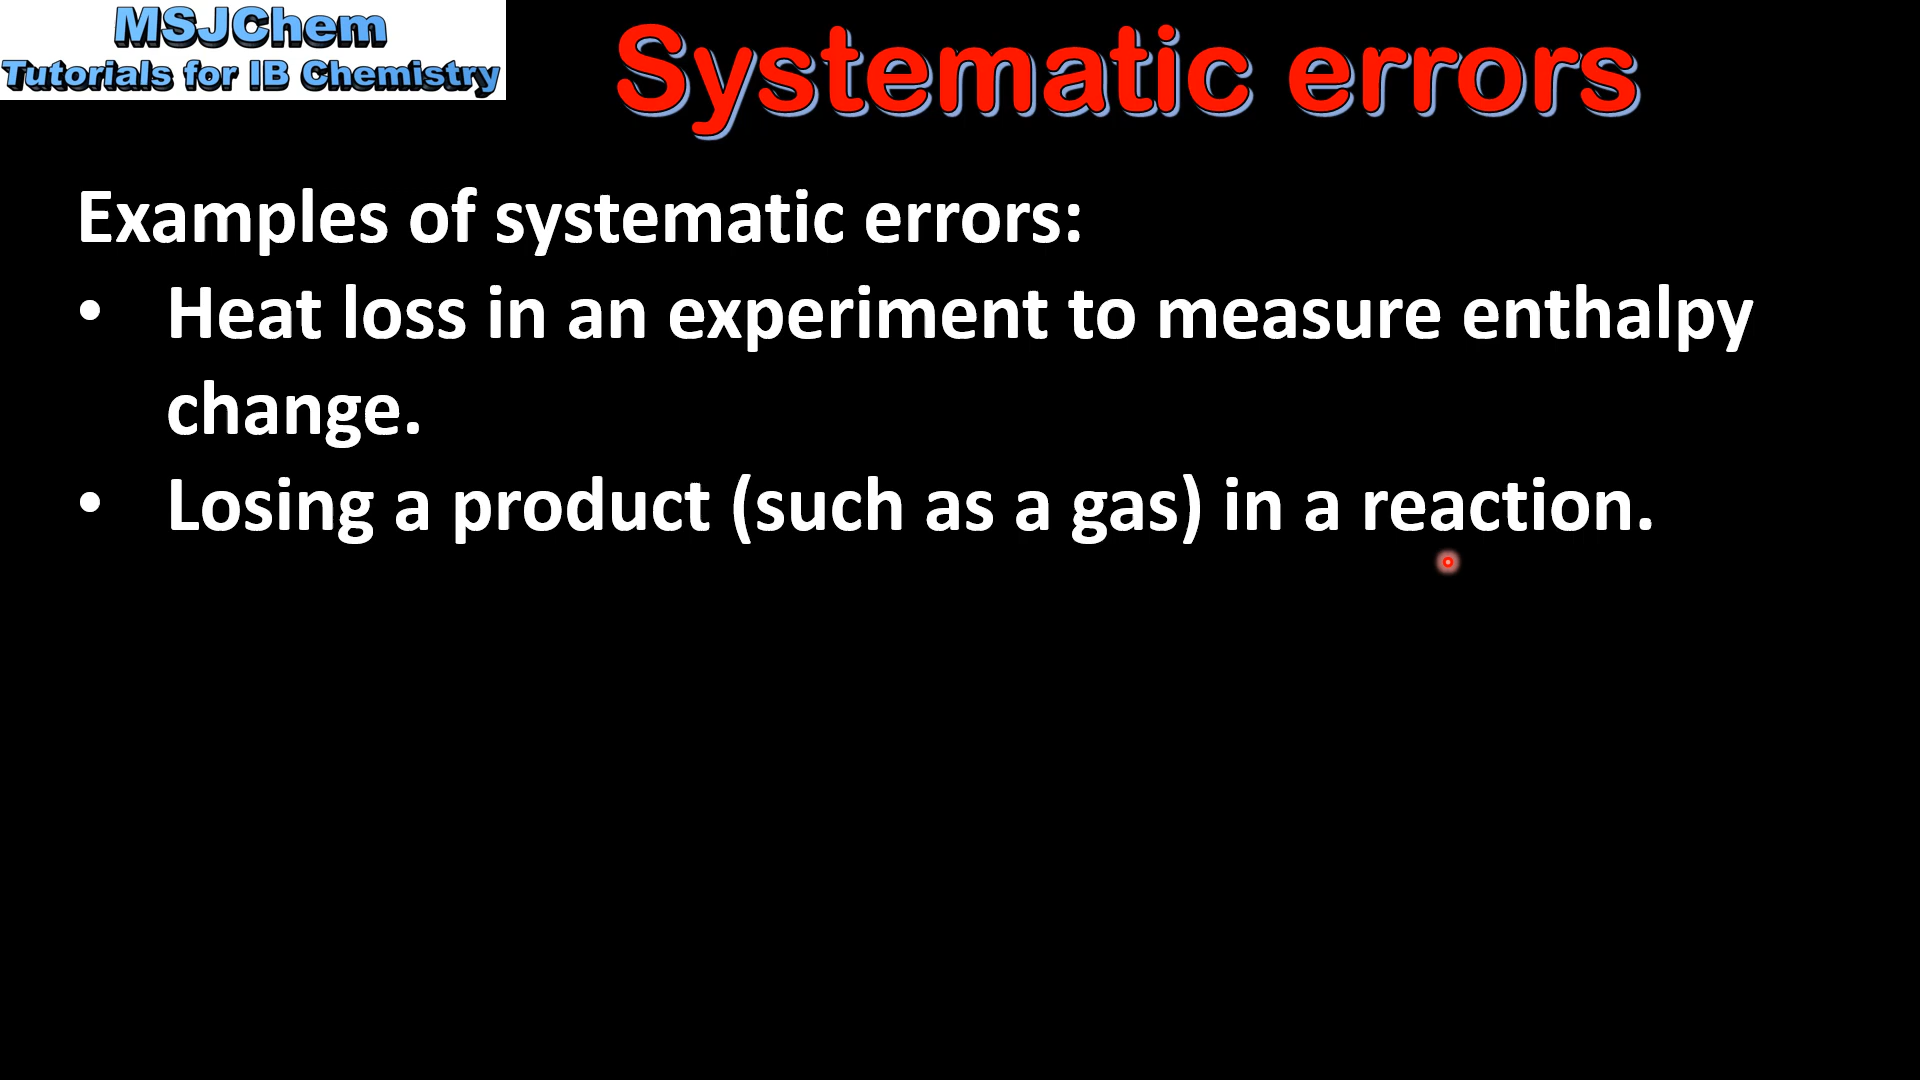 MSJChem
Tutorials for IB Chemistry
Systematic errors
Examples of systematic errors:
• Heat loss in an experiment to measure enthalpy
change.
• Losing a product (such as a gas) in a reaction.